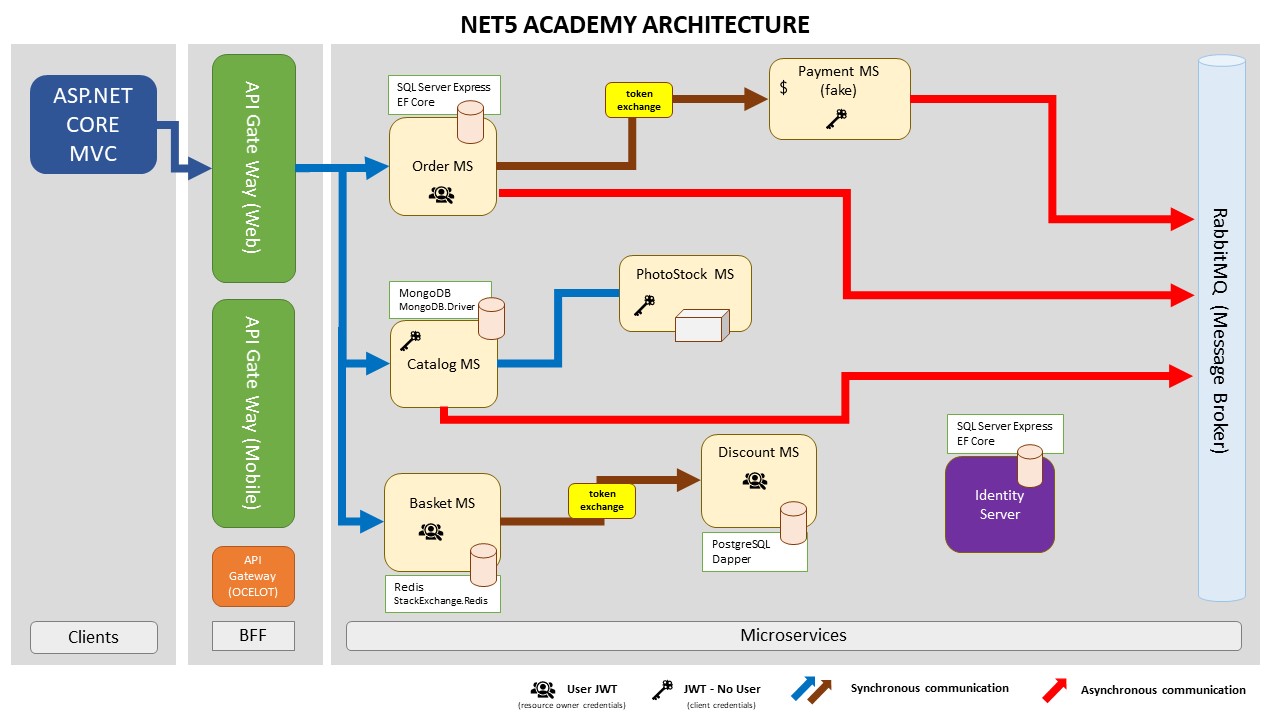 NET5 ACADEMY ARCHITECTURE
ASP.NET
CORE
MVC
Clients
API Gate Way (Web)
API Gate Way (Mobile)
API
Gateway
(OCELOT)
BFF
SQL Server Express
EF Core
Order MS
token
exchange
Payment MS
(fake)
$
MongoDB
MongoDB.Driver
Catalog MS
PhotoStock MS
Basket MS
Redis
StackExchange.Redis
token
exchange
Discount MS
PostgreSQL
Dapper
SQL Server Express
EF Core
Identity
Server
RabbitMQ (Message Broker)
Microservices
User JWT
(resource owner credentials)
JWT - No User
(client credentials)
Synchronous communication
Asynchronous communication